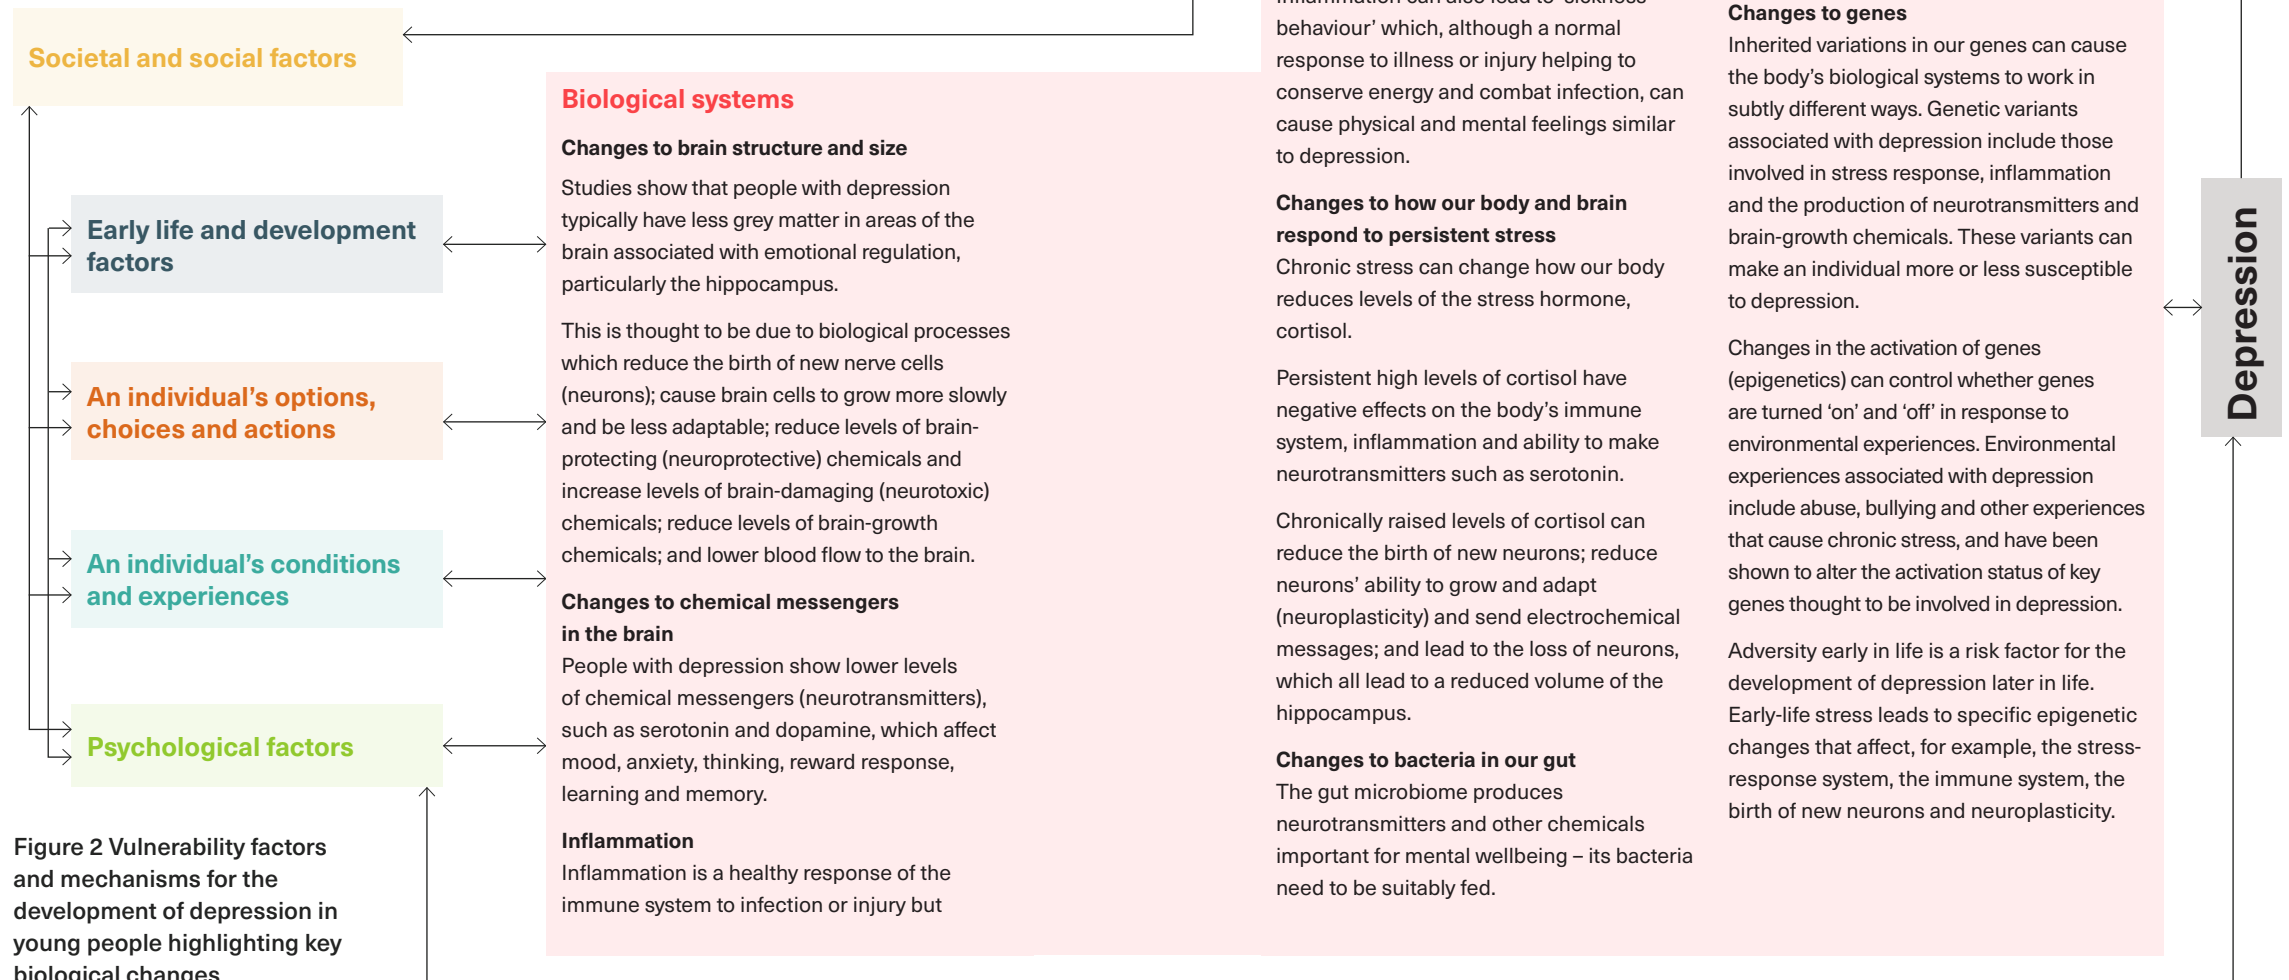 Societal and social factors
Early life and development
factors
An individual's options,
choices and actions
An individual's conditions
and experiences
Psychological factors
Figure 2 Vulnerability factors
and mechanisms for the
development of depression in
young people highlighting key
biological changes
Biological systems
Changes to brain structure and size
Studies show that people with depression
typically have less grey matter in areas of the
brain associated with emotional regulation,
particularly the hippocampus.
This is thought to be due to biological processes
which reduce the birth of new nerve cells
(neurons); cause brain cells to grow more slowly
and be less adaptable; reduce levels of brain-
protecting (neuroprotective) chemicals and
increase levels of brain-damaging (neurotoxic)
chemicals; reduce levels of brain-growth
chemicals; and lower blood flow to the brain.
Changes to chemical messengers
in the brain
People with depression show lower levels
of chemical messengers (neurotransmitters),
such as serotonin and dopamine, which affect
mood, anxiety, thinking, reward response,
learning and memory.
Inflammation
Inflammation is a healthy response of the
immune system to infection or injury but
Inflammation can also lead to 'sickness
behaviour' which, although a normal
response to illness or injury helping to
conserve energy and combat infection, can
cause physical and mental feelings similar
to depression.
Changes to how our body and brain
respond to persistent stress
Chronic stress can change how our body
reduces levels of the stress hormone,
cortisol.
Persistent high levels of cortisol have
negative effects on the body's immune
system, inflammation and ability to make
neurotransmitters such as serotonin.
Chronically raised levels of cortisol can
reduce the birth of new neurons; reduce
neurons' ability to grow and adapt
(neuroplasticity) and send electrochemical
messages; and lead to the loss of neurons,
which all lead to a reduced volume of the
hippocampus.
Changes to bacteria in our gut
The gut microbiome produces
neurotransmitters and other chemicals
important for mental wellbeing – its bacteria
need to be suitably fed.
Changes to genes
Inherited variations in our genes can cause
the body's biological systems to work in
subtly different ways. Genetic variants
associated with depression include those
involved in stress response, inflammation
and the production of neurotransmitters and
brain-growth chemicals. These variants can
make an individual more or less susceptible
to depression.
Changes in the activation of genes
(epigenetics) can control whether genes
are turned 'on' and 'off' in response to
environmental experiences. Environmental
experiences associated with depression
include abuse, bullying and other experiences
that cause chronic stress, and have been
shown to alter the activation status of key
genes thought to be involved in depression.
Adversity early in life is a risk factor for the
development of depression later in life.
Early-life stress leads to specific epigenetic
changes that affect, for example, the stress-
response system, the immune system, the
birth of new neurons and neuroplasticity.
Depression